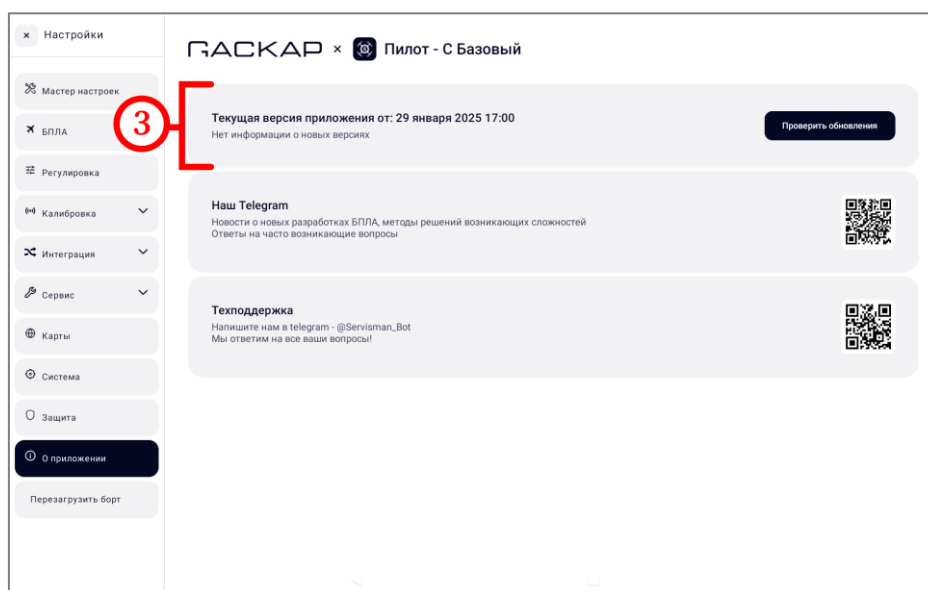 × Настройки
ГАСКАР × Пилот - С Базовый
Мастер настроек
БПЛА
Регулировка
Калибровка
Интеграция
Сервис
Карты
Система
Защита
О приложении
Перезагрузить борт
3
Текущая версия приложения от: 29 января 2025 17:00
Нет информации о новых версиях
Проверить обновления
Наш Telegram
Новости о новых разработках БПЛА, методы решений возникающих сложностей
Ответы на часто возникающие вопросы
Техподдержка
Напишите нам в telegram - @Servisman_Bot
Мы ответим на все ваши вопросы!